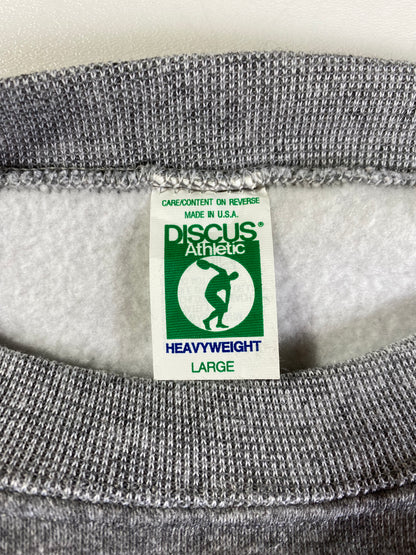 CARE/CONTENT ON REVERSE
MADE IN U.S.A.
DISCUS®
Athletic
HEAVYWEIGHT
LARGE